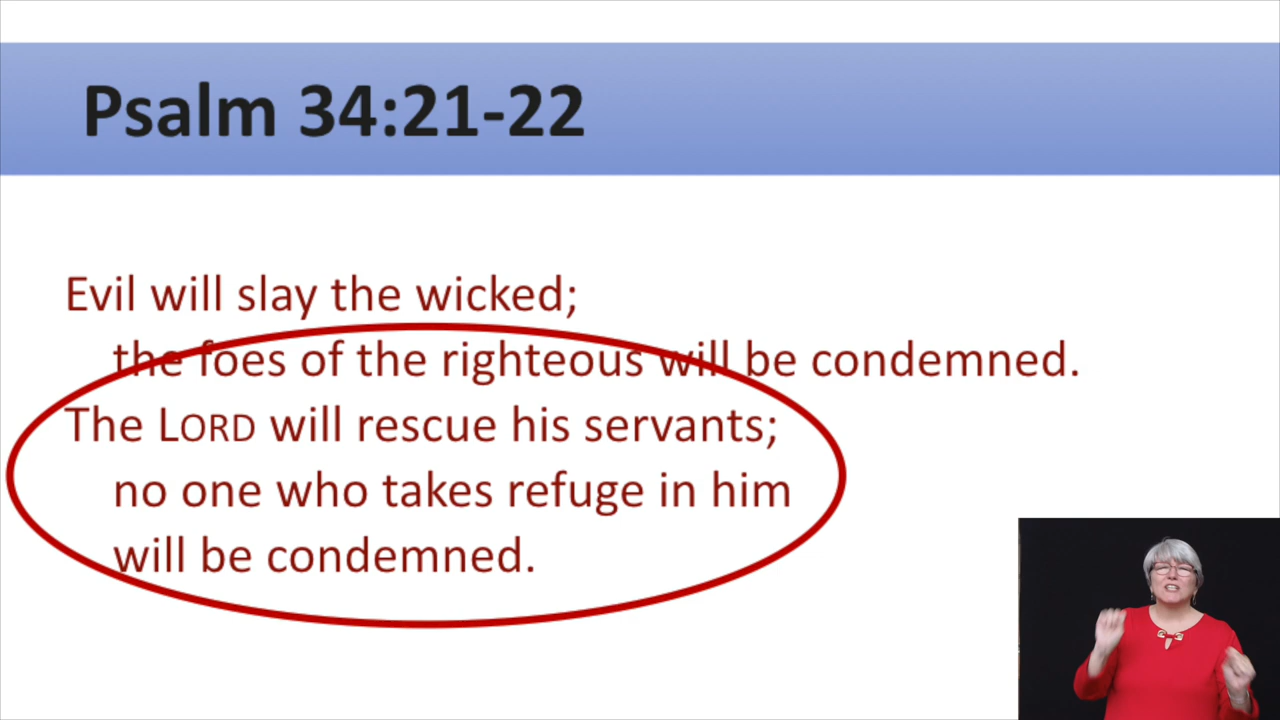 Psalm 34:21-22
Evil will slay the wicked;
the foes of the righteous will be condemned.
The LORD will rescue his servants;
no one who takes refuge in him
will be condemned.